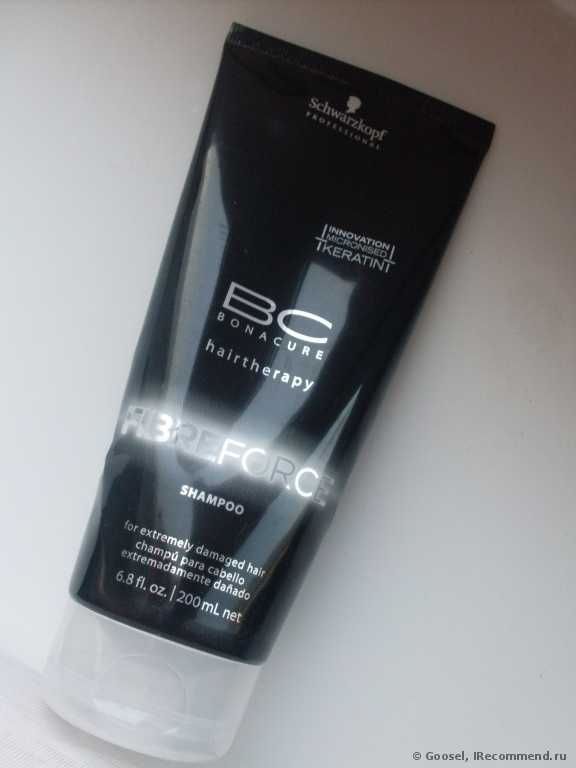 Schwarzkopf
PROFESSIONAL
INNOVATION
MICRONISED
KERATIN
BC
BONACURE
hairtherapy
FIBREFORCE
SHAMPOO
for extremely damaged hair
champú para cabello
extremadamente dañado
6.8 fl. oz. | 200 mL net
© Goosel, IRecommend.ru